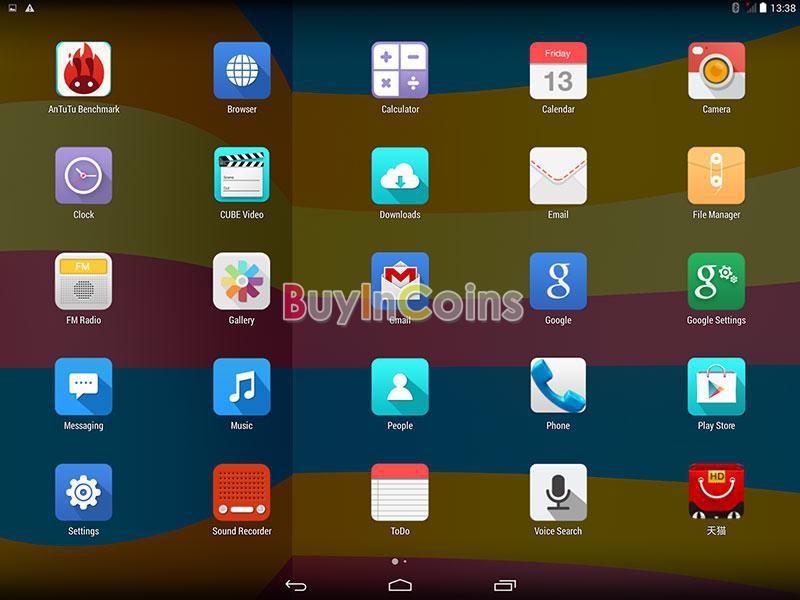 13:38
Friday
13
AnTuTu Benchmark
Browser
Calculator
Calendar
Camera
Scene
Cut
Clock
CUBE Video
Downloads
Email
File Manager
FM
g
g
BuyInCoins
FM Radio
Gallery
Gmail
Google
Google Settings
Messaging
Music
People
Phone
Play Store
HD
Settings
Sound Recorder
ToDo
Voice Search
天猫